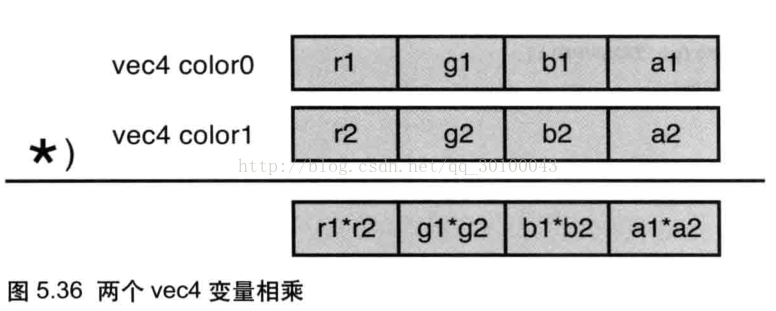 vec4 color0 r1 g1 b1 a1
vec4 color1 r2 g2 b2 a2
*)
http://blog.csdn.net/qq_30100043
r1*r2 g1*g2 b1*b2 a1*a2
图 5.36 两个 vec4 变量相乘